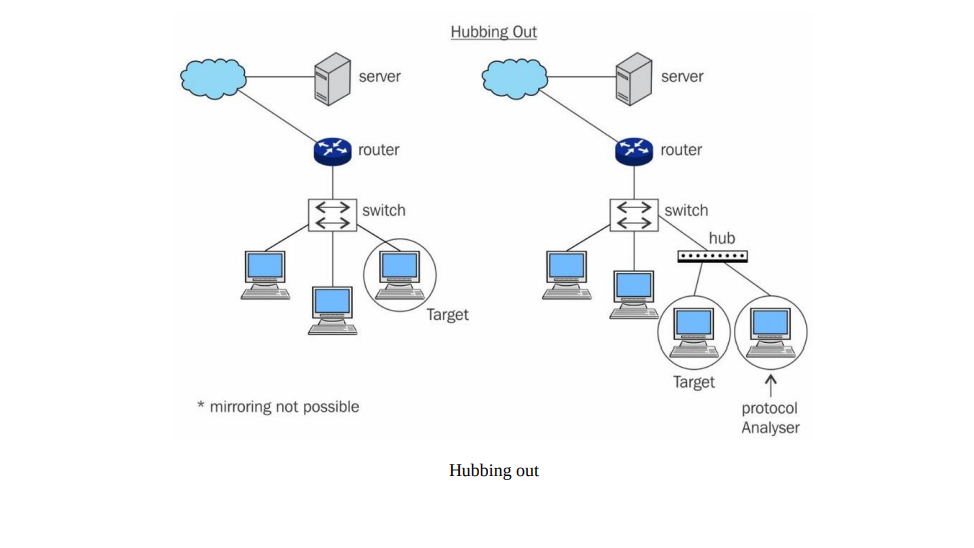 Hubbing Out
server
router
switch
Target
* mirroring not possible
server
router
switch
hub
Target
protocol
Analyser
Hubbing out